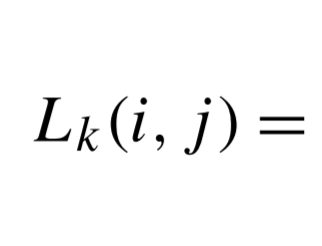 L_k(i, j) =